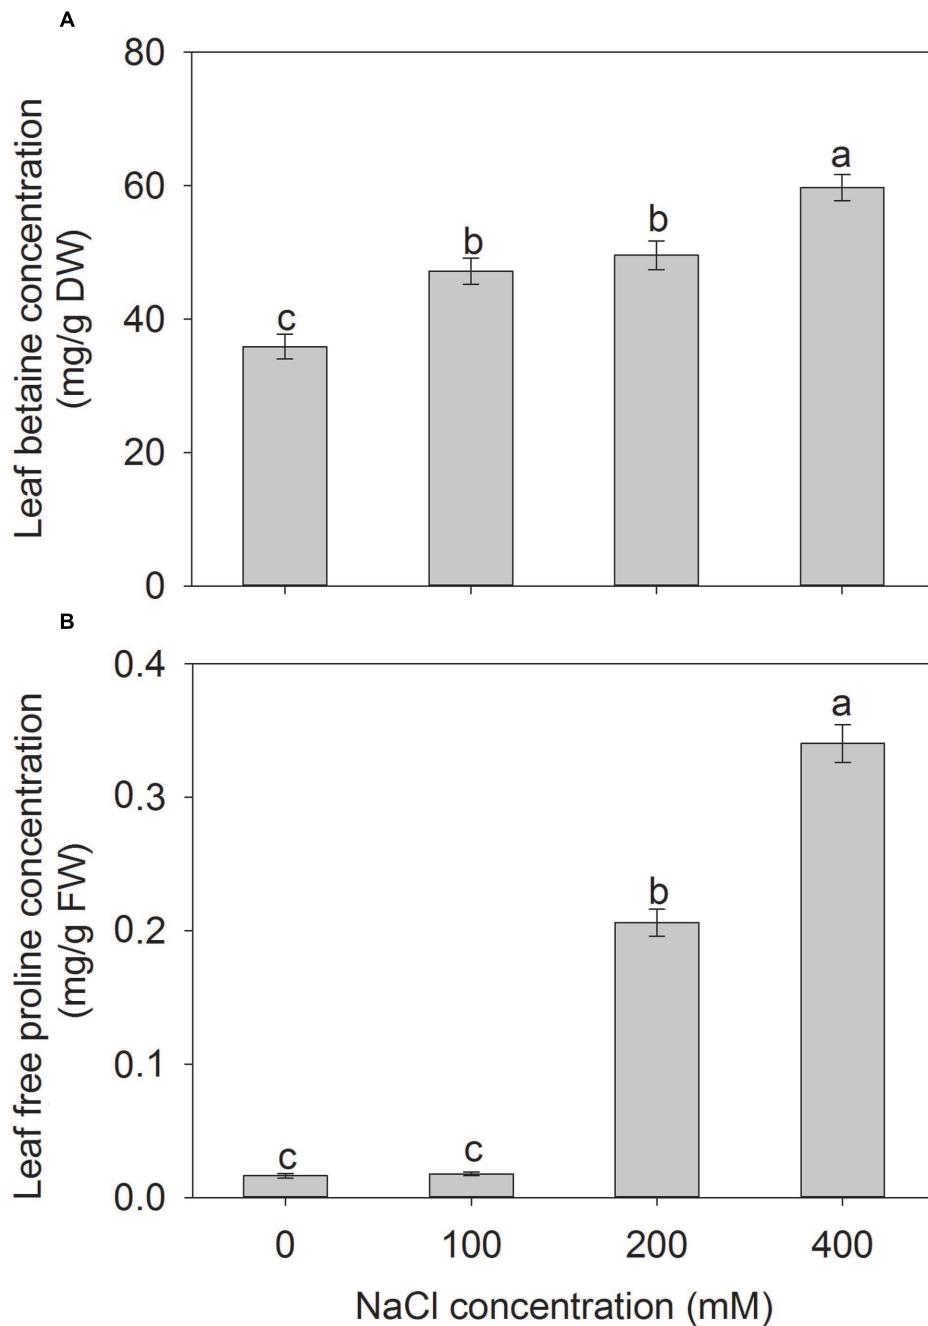 A
Leaf betaine concentration
(mg/g DW)
80
60
40
20
0
c
b
b
a
B
Leaf free proline concentration
(mg/g FW)
0.4
0.3
0.2
0.1
0.0
c
c
b
a
0 100 200 400
NaCl concentration (mM)